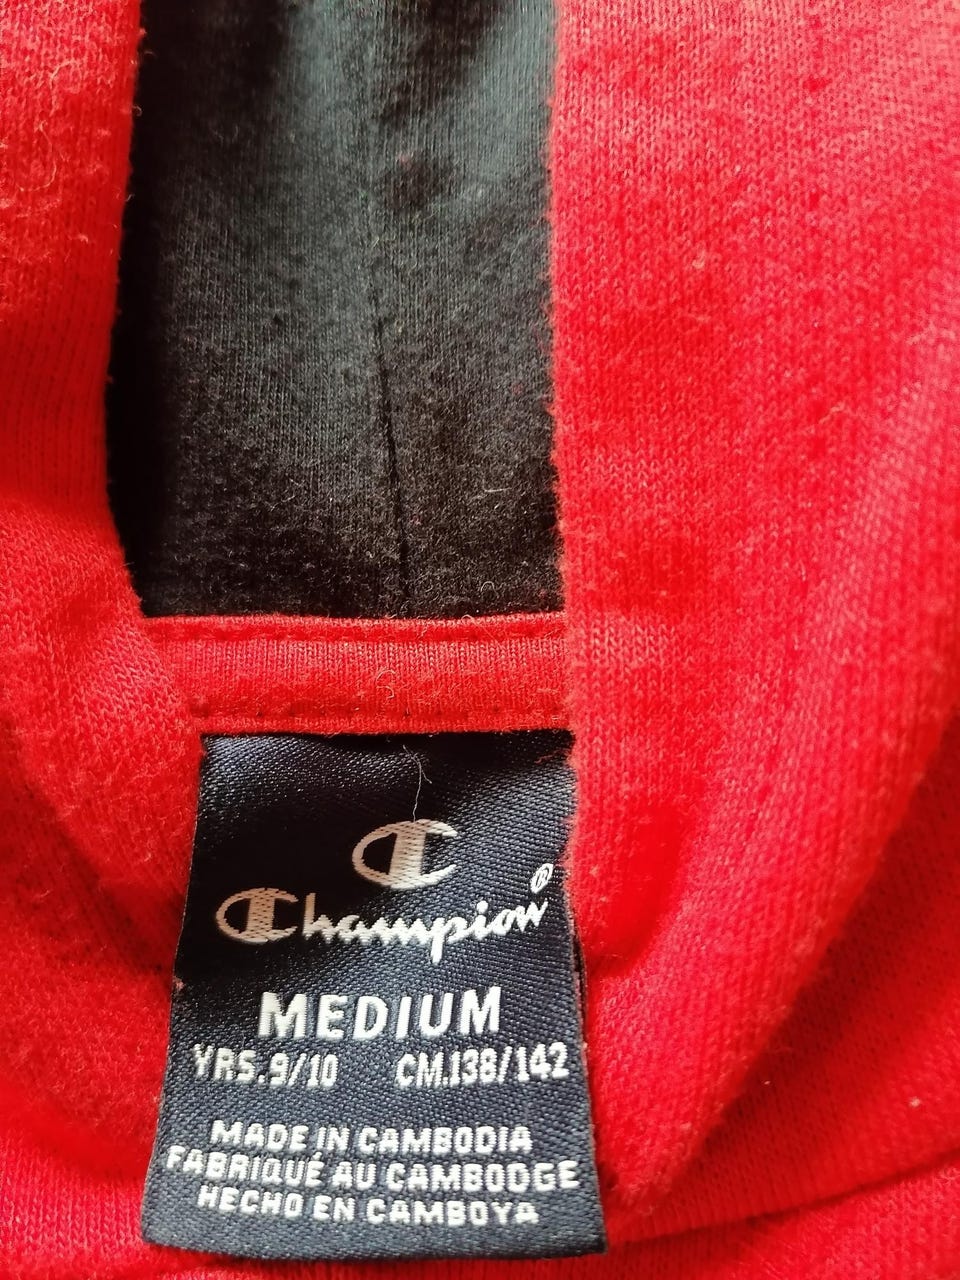 Champion®
MEDIUM
YRS.9/10 CM.138/142
MADE IN CAMBODIA
FABRIQUÉ AU CAMBODGE
HECHO EN CAMBOYA